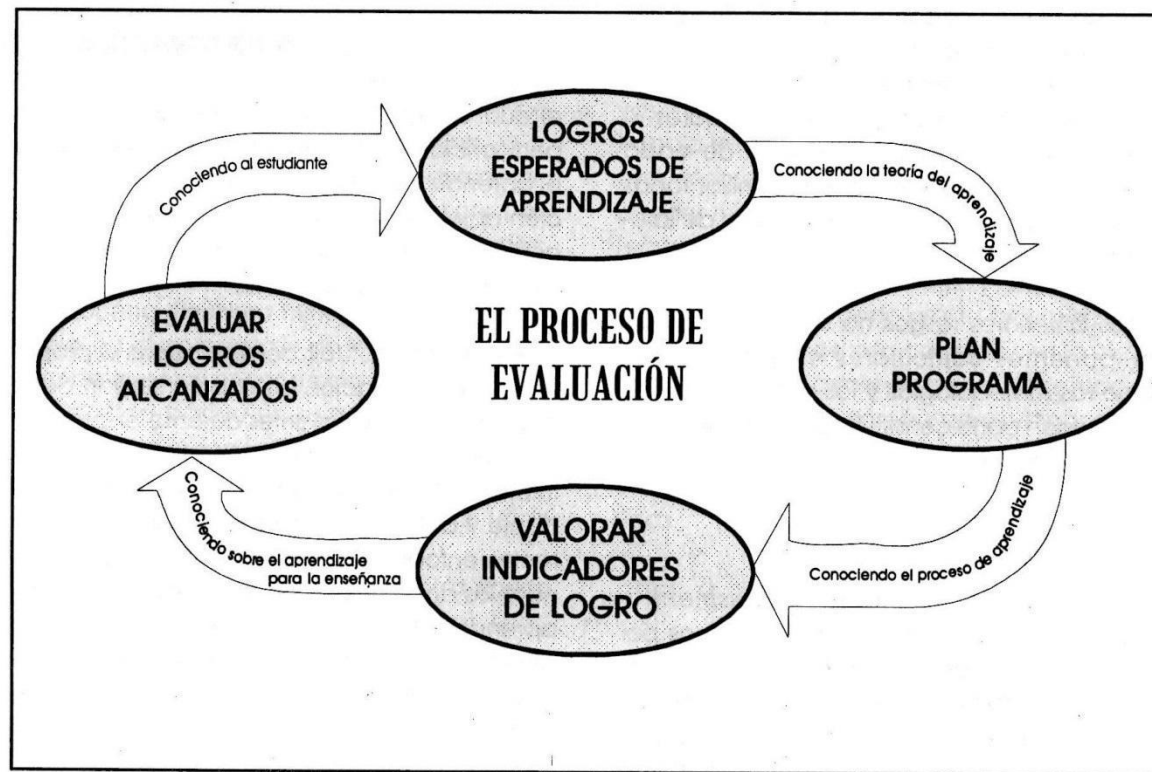 LOGROS
ESPERADOS DE
APRENDIZAJE
Conociendo la teoría del aprendizaje
PLAN
PROGRAMA
Conociendo el proceso de aprendizaje
VALORAR
INDICADORES
DE LOGRO
Conociendo sobre el aprendizaje
para la enseñanza
EVALUAR
LOGROS
ALCANZADOS
Conociendo al estudiante
EL PROCESO DE
EVALUACIÓN